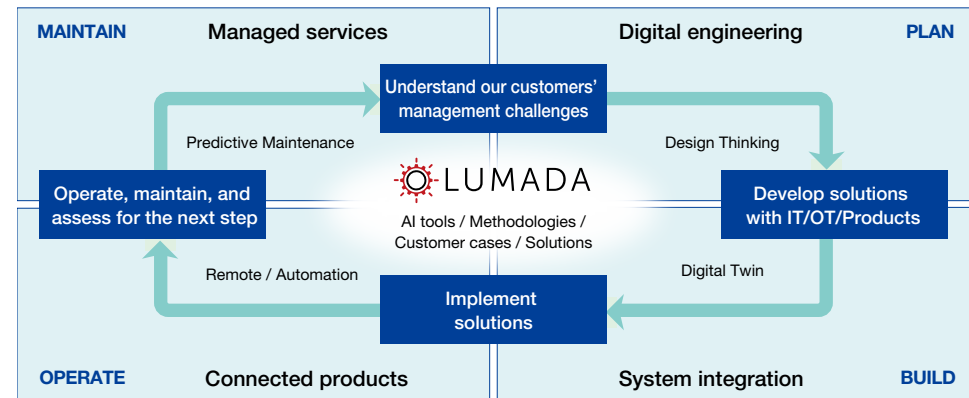 MAINTAIN
Managed services
Digital engineering
PLAN
Understand our customers'
management challenges
Predictive Maintenance
Design Thinking
Operate, maintain, and
assess for the next step
LUMADA
AI tools / Methodologies /
Customer cases / Solutions
Develop solutions
with IT/OT/Products
Remote / Automation
Digital Twin
Implement
solutions
OPERATE
Connected products
System integration
BUILD